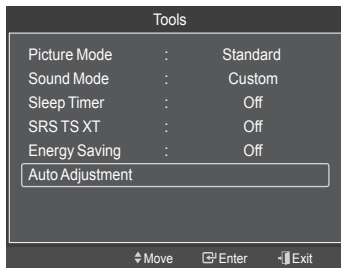 Tools
Picture Mode : Standard
Sound Mode : Custom
Sleep Timer : Off
SRS TS XT : Off
Energy Saving : Off
Auto Adjustment
Move Enter Exit